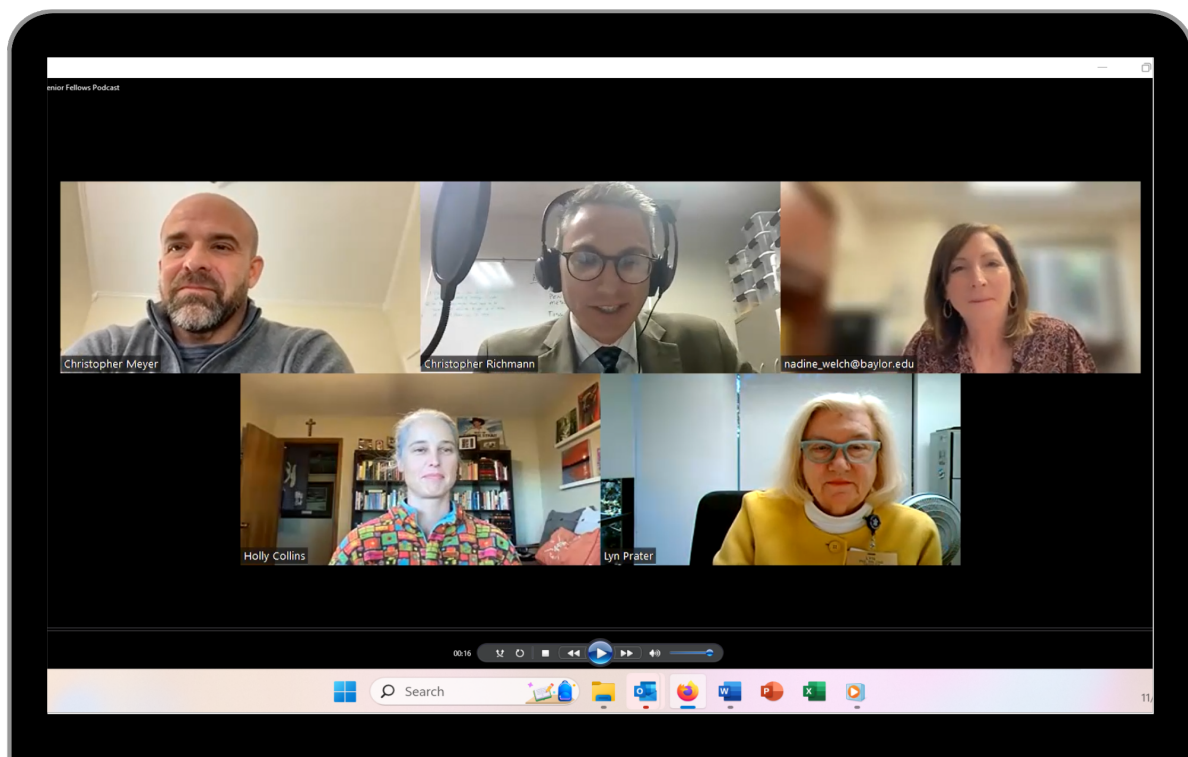 enior Fellows Podcast
Christopher Meyer
Christopher Richmann
nadine_welch@baylor.edu
Holly Collins
Lyn Prater
00:16
Search
11/